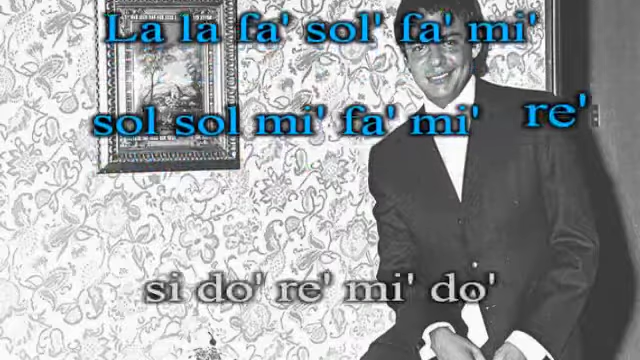 La la fa' sol' fa' mi'
sol sol mi' fa' mi' re'
si do' re' mi' do'